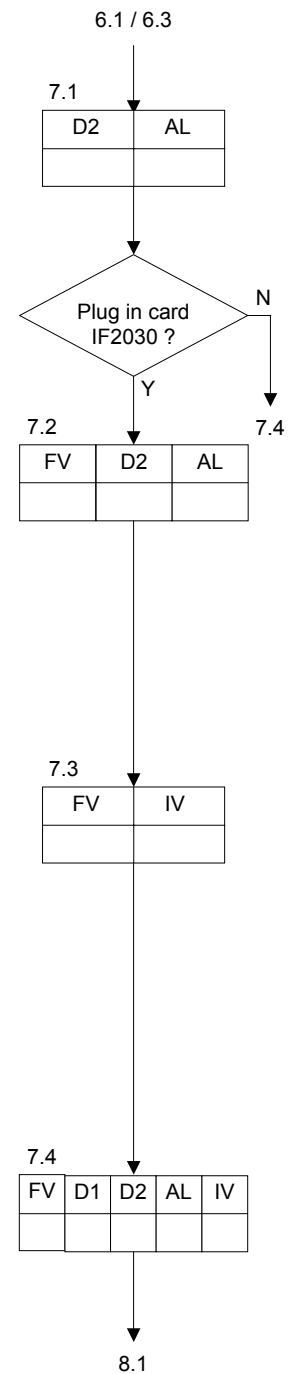 6.1 / 6.3
7.1
D2 AL
Plug in card
IF2030 ?
N
Y
7.4
7.2
FV D2 AL
7.3
FV IV
7.4
FV D1 D2 AL IV
8.1